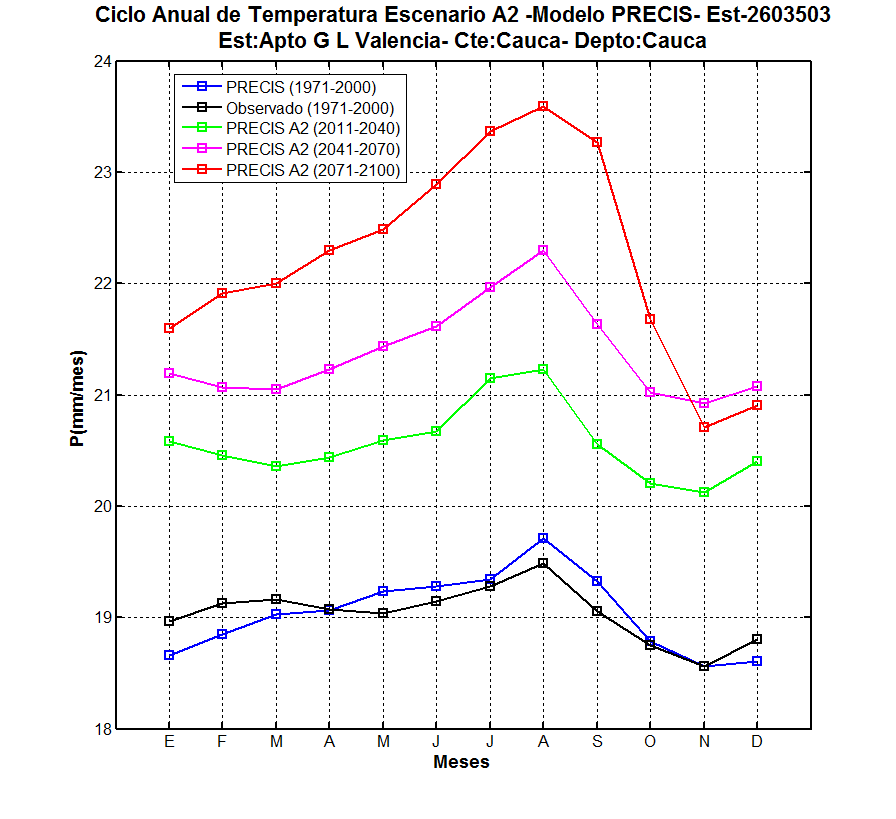 Ciclo Anual de Temperatura Escenario A2 -Modelo PRECIS- Est-2603503
Est:Apto G L Valencia- Cte:Cauca- Depto:Cauca
PRECIS (1971-2000)
Observado (1971-2000)
PRECIS A2 (2011-2040)
PRECIS A2 (2041-2070)
PRECIS A2 (2071-2100)
P(mm/mes)
24
23
22
21
20
19
18
E F M A M J J A S O N D
Meses